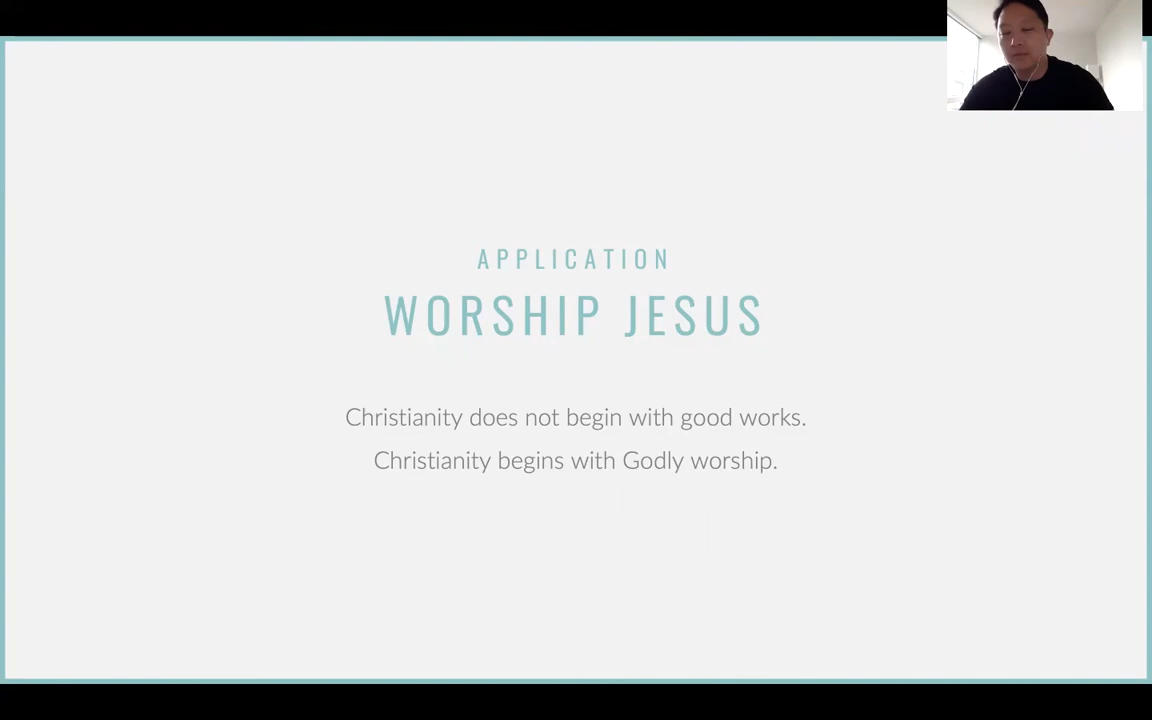 APPLICATION
WORSHIP JESUS
Christianity does not begin with good works.
Christianity begins with Godly worship.